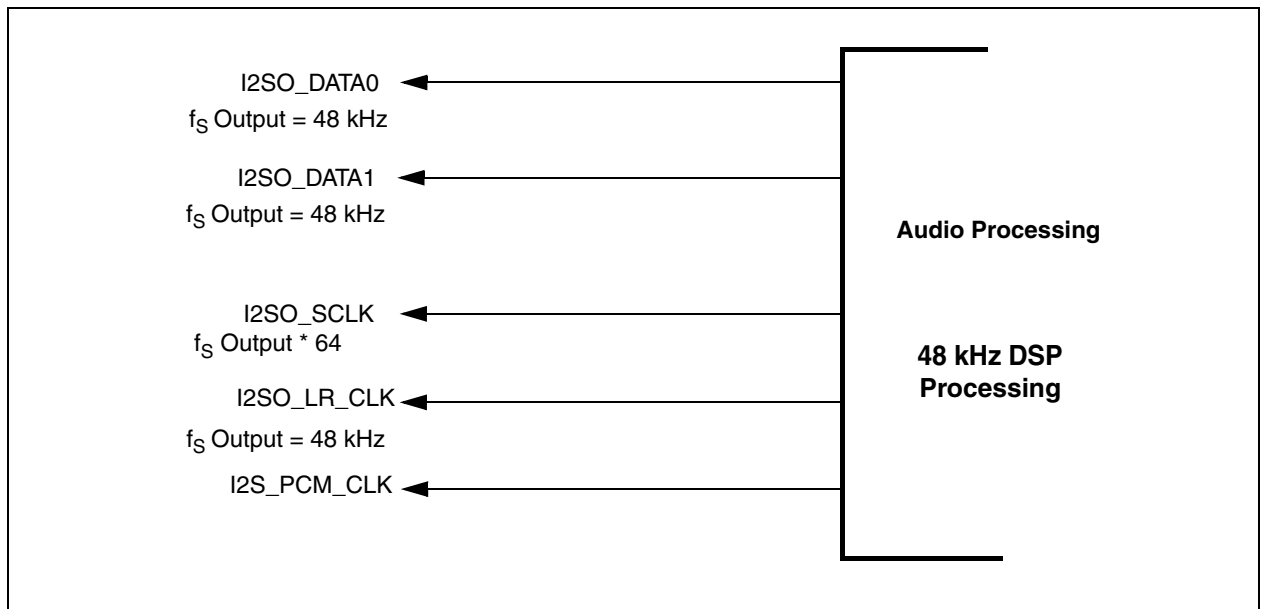 I2SO_DATA0
fS Output = 48 kHz
I2SO_DATA1
fS Output = 48 kHz
Audio Processing
I2SO_SCLK
fS Output * 64
48 kHz DSP
Processing
I2SO_LR_CLK
fS Output = 48 kHz
I2S_PCM_CLK